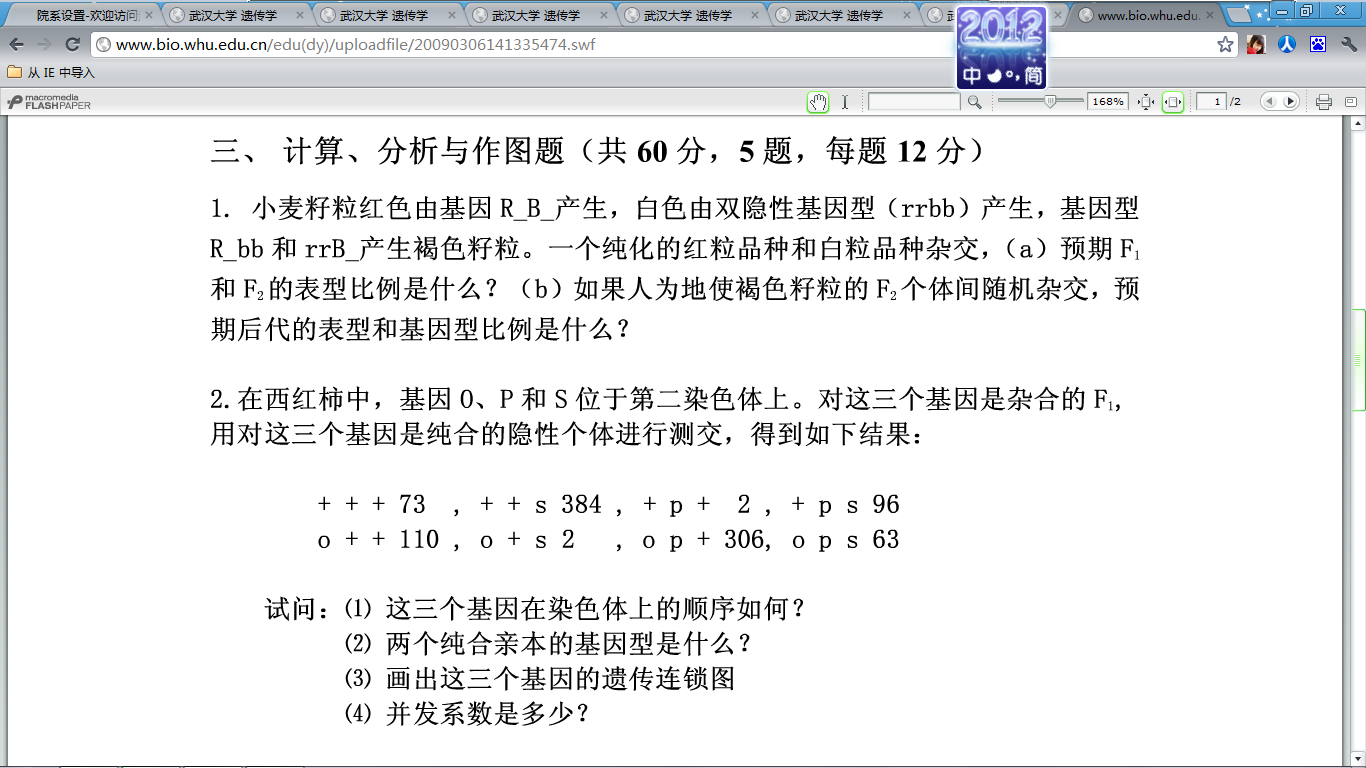 院系设置-欢迎访问
武汉大学 遗传学
武汉大学 遗传学
武汉大学 遗传学
武汉大学 遗传学
武汉大学 遗传学
www.bio.whu.edu.
2012
中 简
www.bio.whu.edu.cn/edu(dy)/uploadfile/20090306141335474.swf
从 IE 中导入
macromedia
FLASHPAPER
168%
1 /2
三、 计算、分析与作图题（共 60 分，5 题，每题 12 分）
1. 小麦籽粒红色由基因 R_B_产生，白色由双隐性基因型（rrbb）产生，基因型
R_bb 和 rrB_产生褐色籽粒。一个纯化的红粒品种和白粒品种杂交，（a）预期 F₁
和 F₂的表型比例是什么？（b）如果人为地使褐色籽粒的 F₂个体间随机杂交，预
期后代的表型和基因型比例是什么？
2.在西红柿中，基因 O、P 和 S 位于第二染色体上。对这三个基因是杂合的 F₁,
用对这三个基因是纯合的隐性个体进行测交，得到如下结果：
+ + + 73 , + + s 384 , + p + 2 , + p s 96
o + + 110 , o + s 2 , o p + 306, o p s 63
试问：⑴ 这三个基因在染色体上的顺序如何？
⑵ 两个纯合亲本的基因型是什么？
⑶ 画出这三个基因的遗传连锁图
⑷ 并发系数是多少？